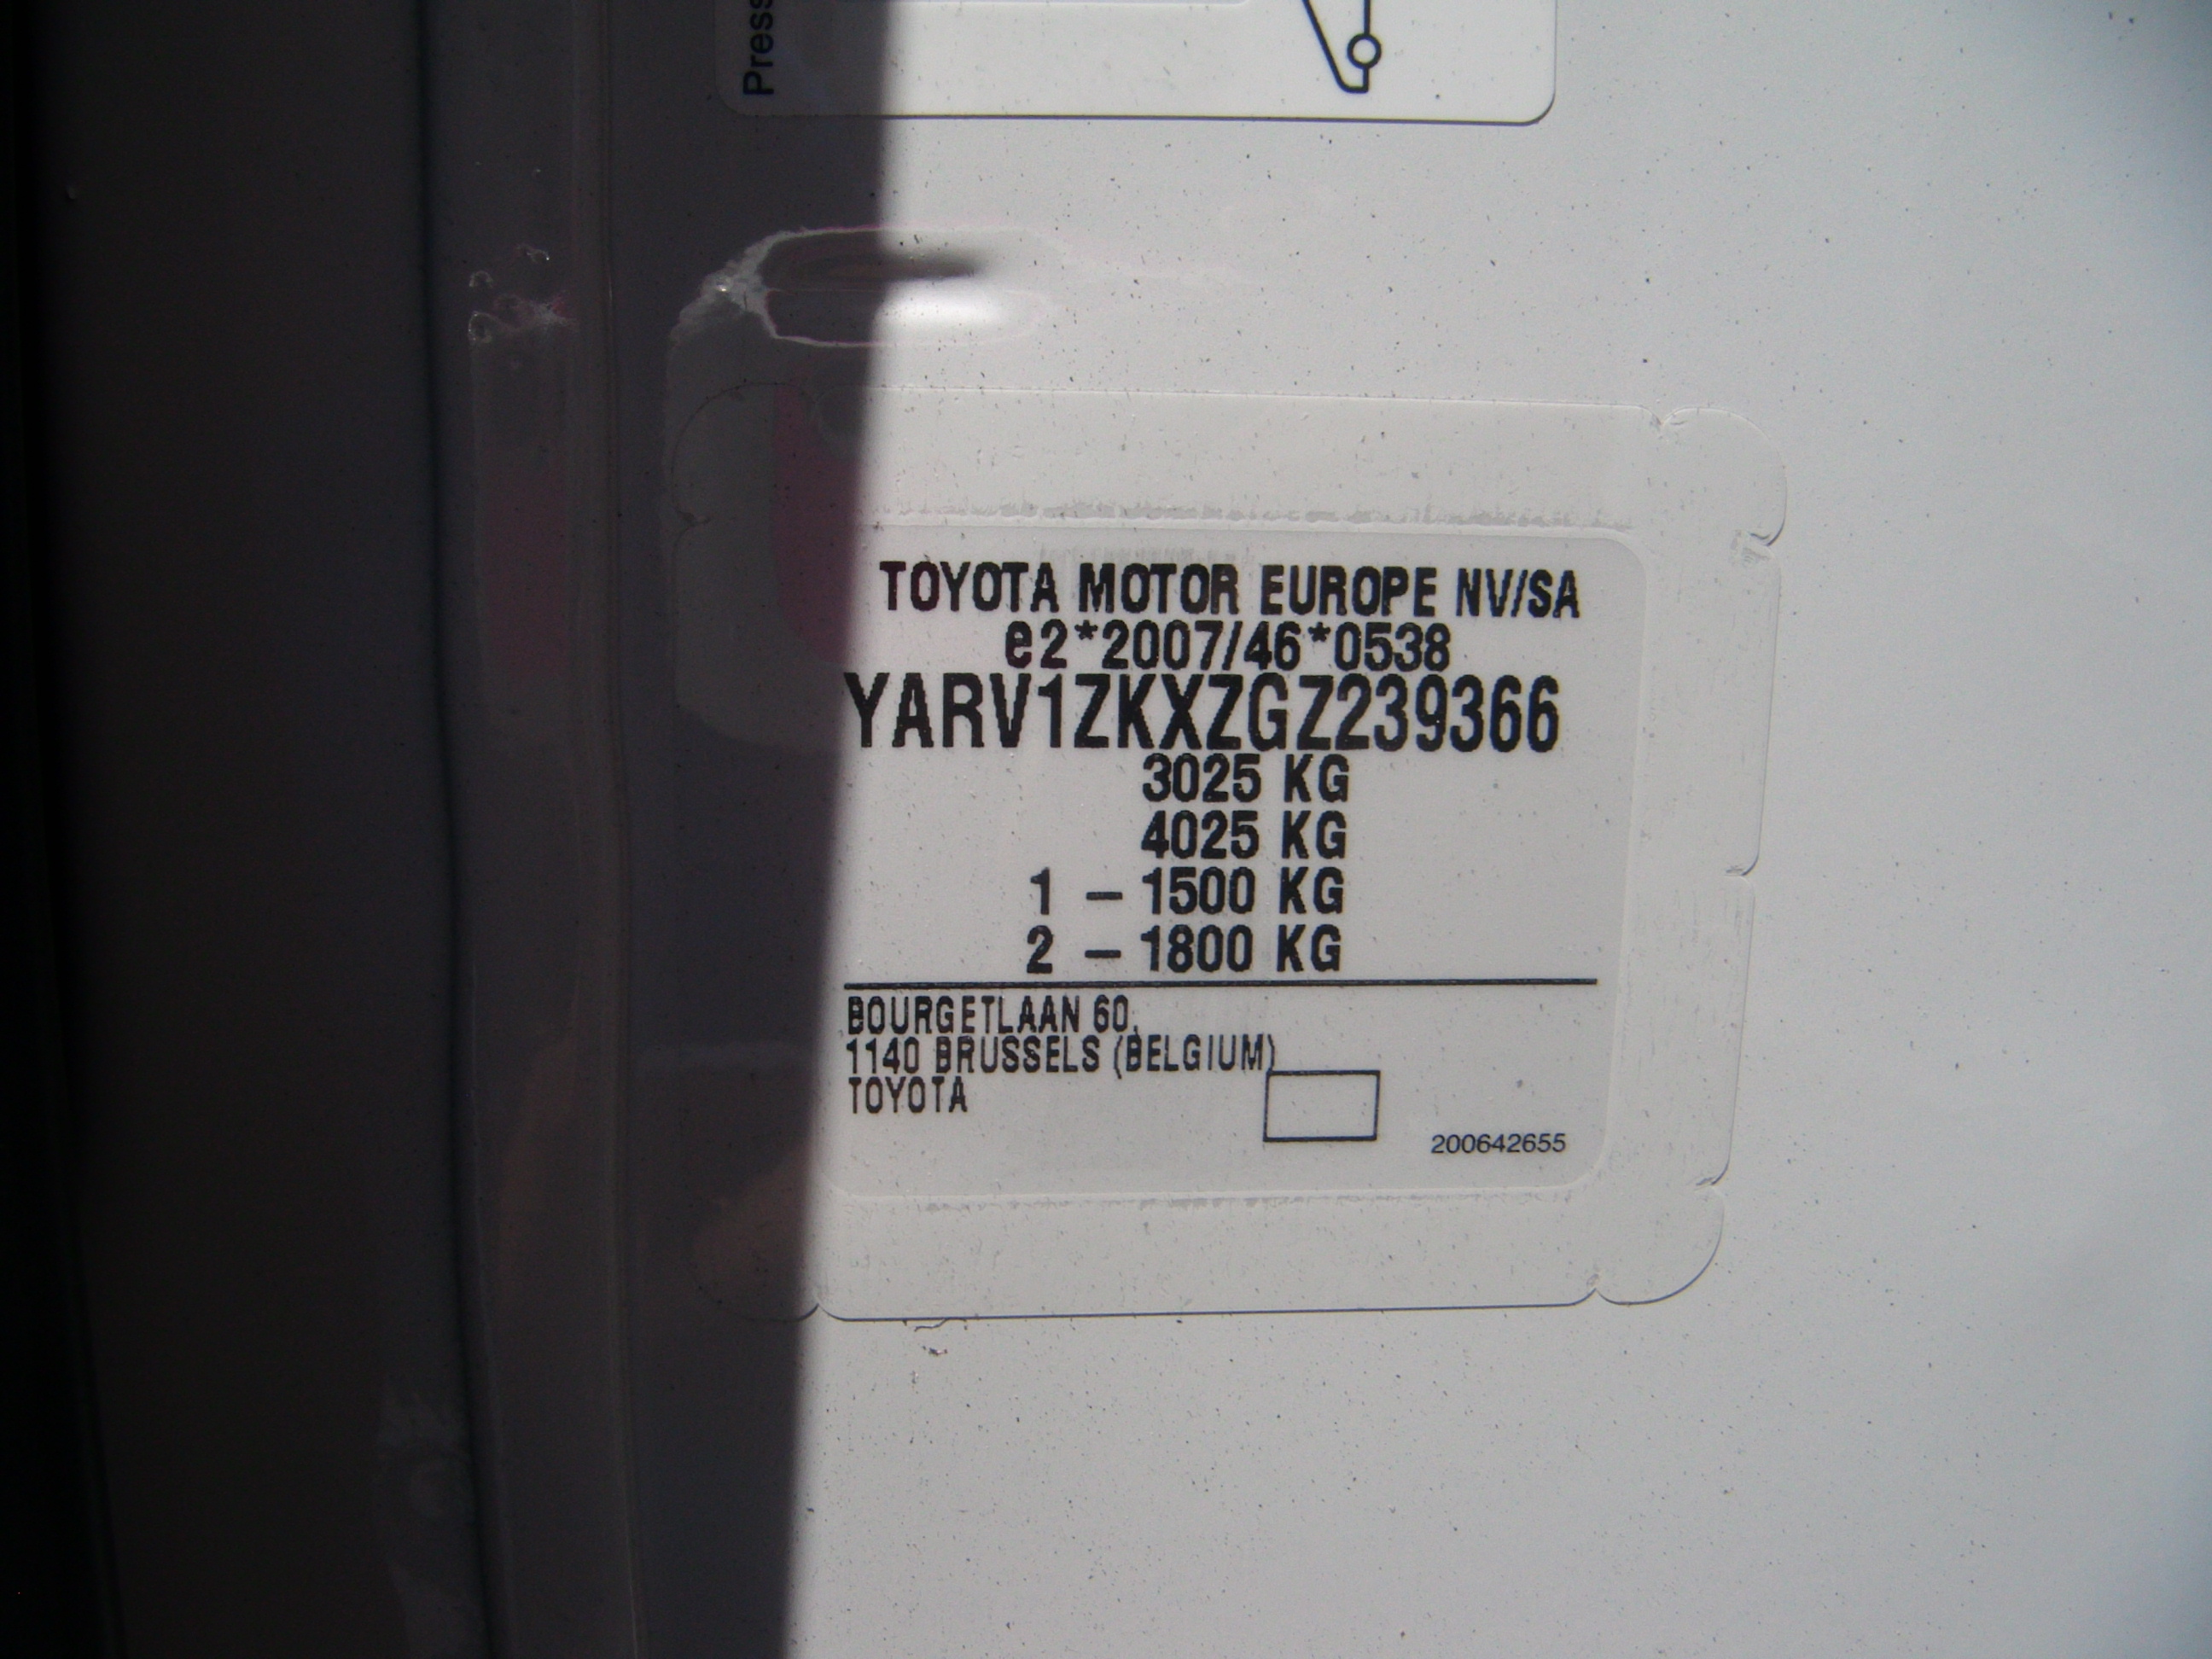 Press
TOYOTA MOTOR EUROPE NV/SA
e2*2007/46*0538
YARV1ZKXZGZ239366
3025 KG
4025 KG
1 – 1500 KG
2 – 1800 KG
BOURGETLAAN 60,
1140 BRUSSELS (BELGIUM)
TOYOTA
200642655